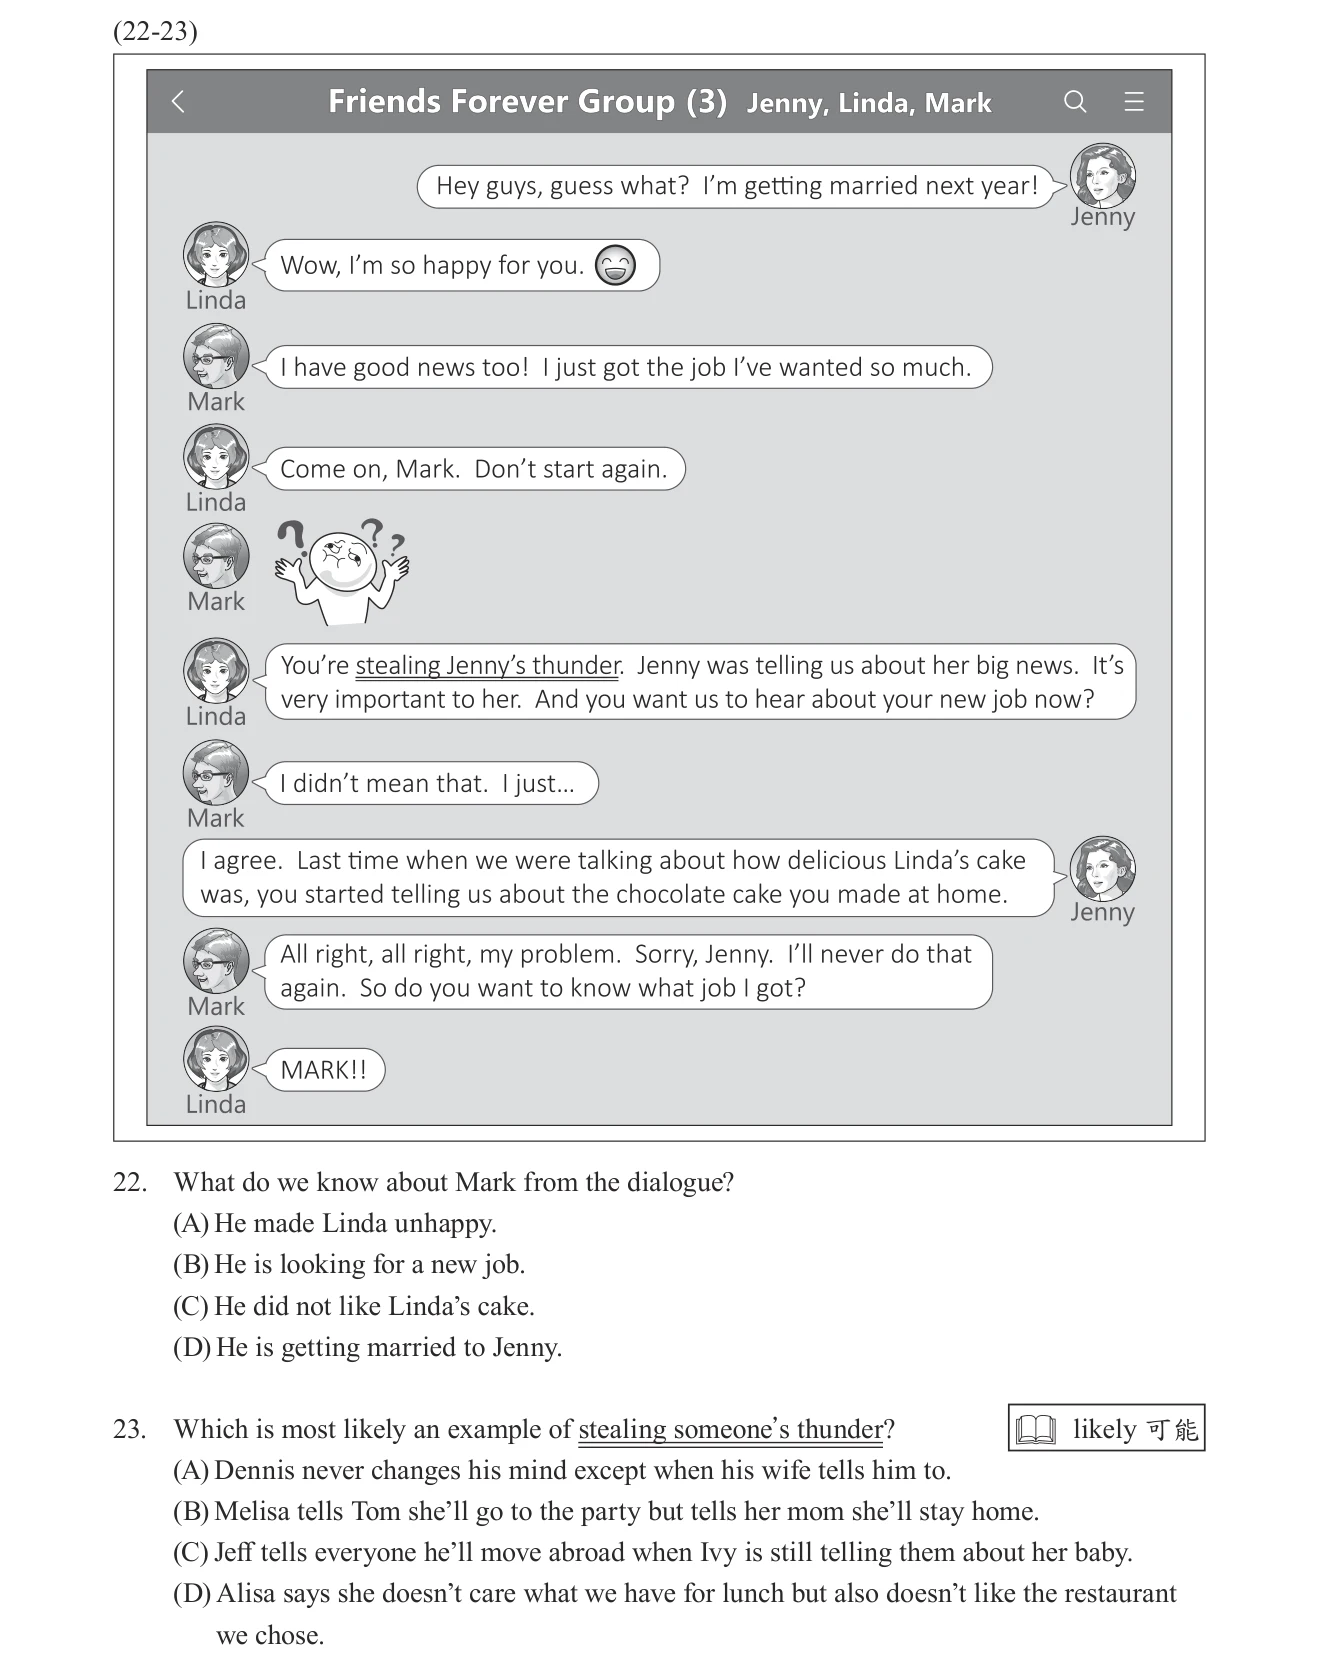 (22-23)
Friends Forever Group (3) Jenny, Linda, Mark
Hey guys, guess what? I'm getting married next year!
Jenny
Wow, I'm so happy for you.
Linda
I have good news too! I just got the job I've wanted so much.
Mark
Come on, Mark. Don't start again.
Linda
? ? ?
Mark
You're stealing Jenny's thunder. Jenny was telling us about her big news. It's
very important to her. And you want us to hear about your new job now?
Linda
I didn't mean that. I just...
Mark
I agree. Last time when we were talking about how delicious Linda's cake
was, you started telling us about the chocolate cake you made at home.
Jenny
All right, all right, my problem. Sorry, Jenny. I'll never do that
again. So do you want to know what job I got?
Mark
MARK!!
Linda
22. What do we know about Mark from the dialogue?
(A) He made Linda unhappy.
(B) He is looking for a new job.
(C) He did not like Linda's cake.
(D) He is getting married to Jenny.
23. Which is most likely an example of stealing someone's thunder?
likely 可能
(A) Dennis never changes his mind except when his wife tells him to.
(B) Melisa tells Tom she'll go to the party but tells her mom she'll stay home.
(C) Jeff tells everyone he'll move abroad when Ivy is still telling them about her baby.
(D) Alisa says she doesn't care what we have for lunch but also doesn't like the restaurant
we chose.